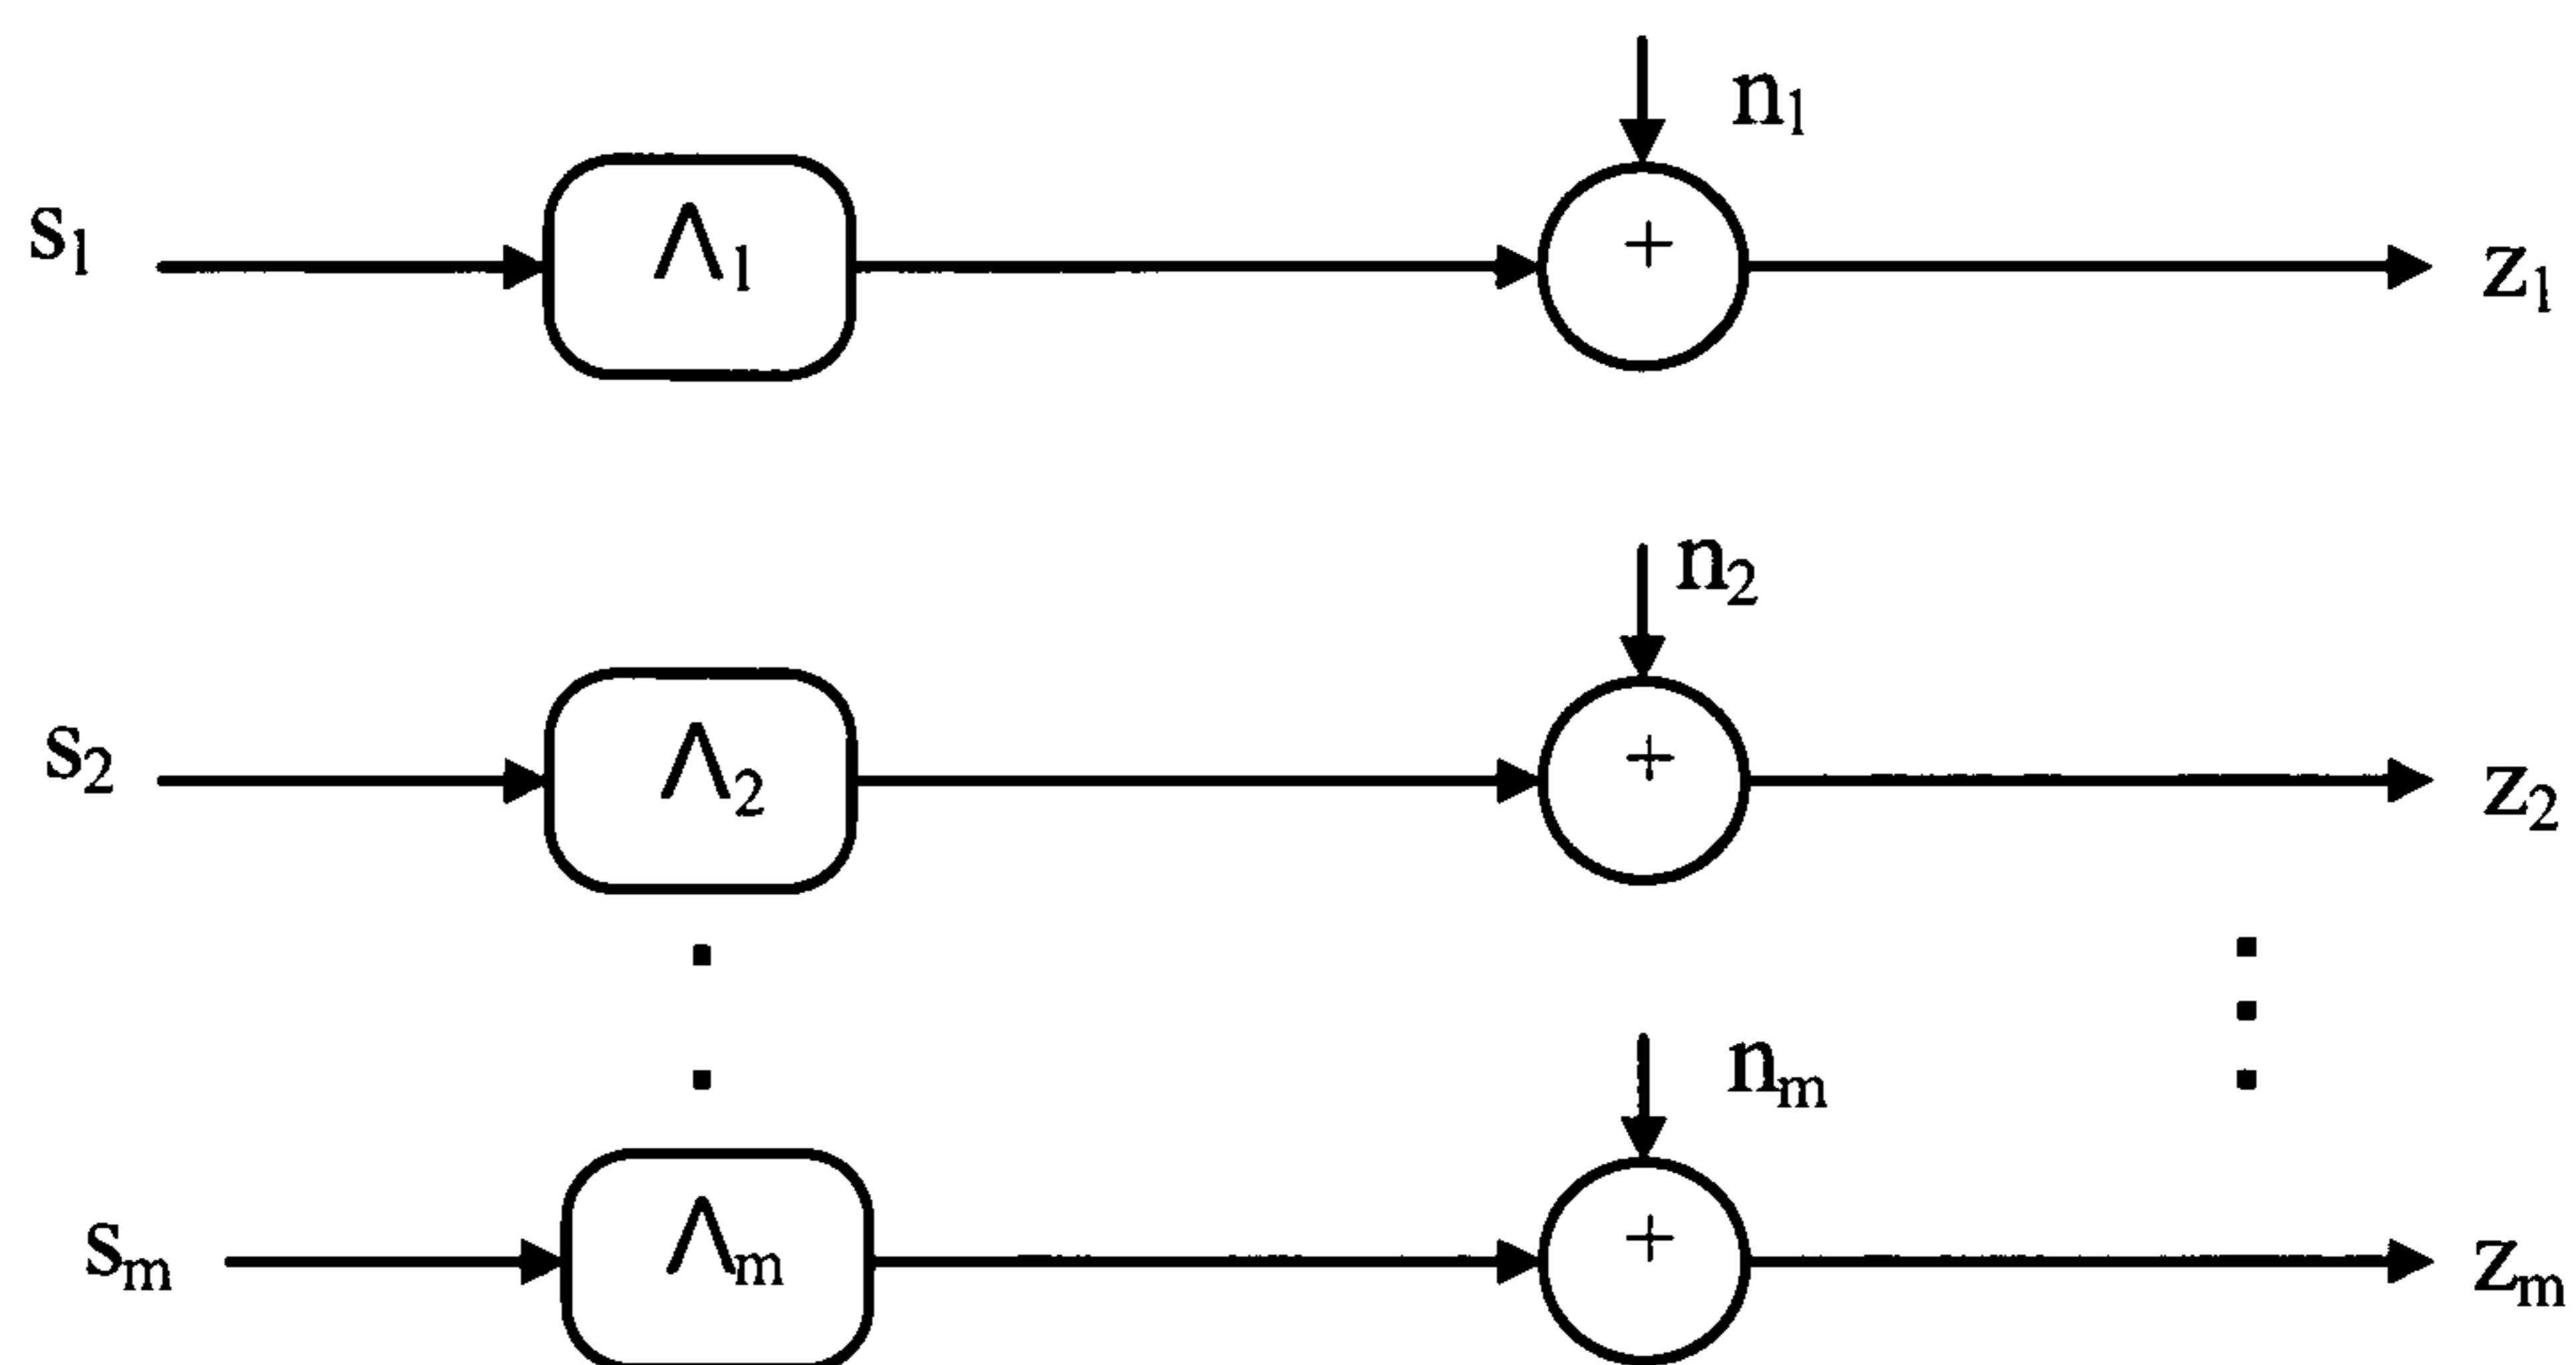 n₁
s₁ Λ₁ + z₁
n₂
s₂ Λ₂ + z₂
nₘ
sₘ Λₘ + zₘ